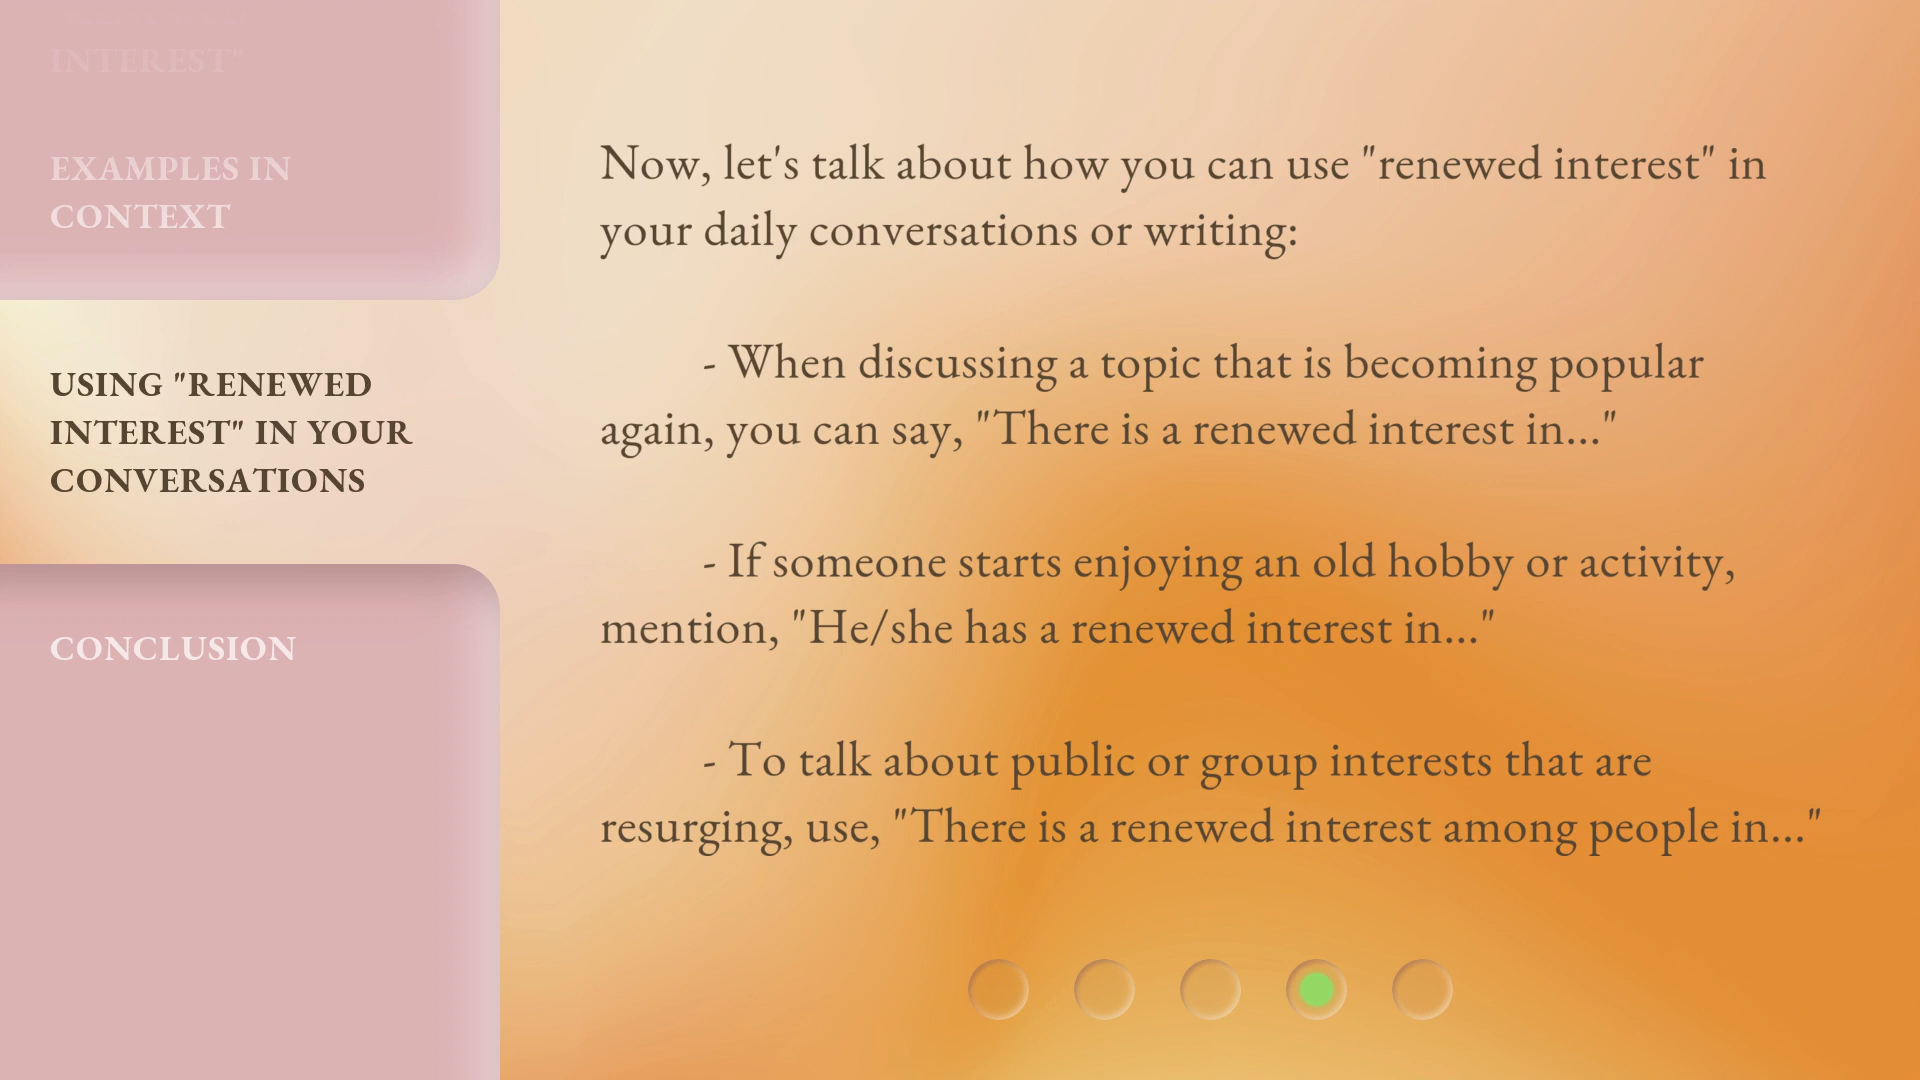 INTEREST"
EXAMPLES IN
CONTEXT
USING "RENEWED
INTEREST" IN YOUR
CONVERSATIONS
CONCLUSION
Now, let's talk about how you can use "renewed interest" in
your daily conversations or writing:
- When discussing a topic that is becoming popular
again, you can say, "There is a renewed interest in..."
- If someone starts enjoying an old hobby or activity,
mention, "He/she has a renewed interest in..."
- To talk about public or group interests that are
resurging, use, "There is a renewed interest among people in..."